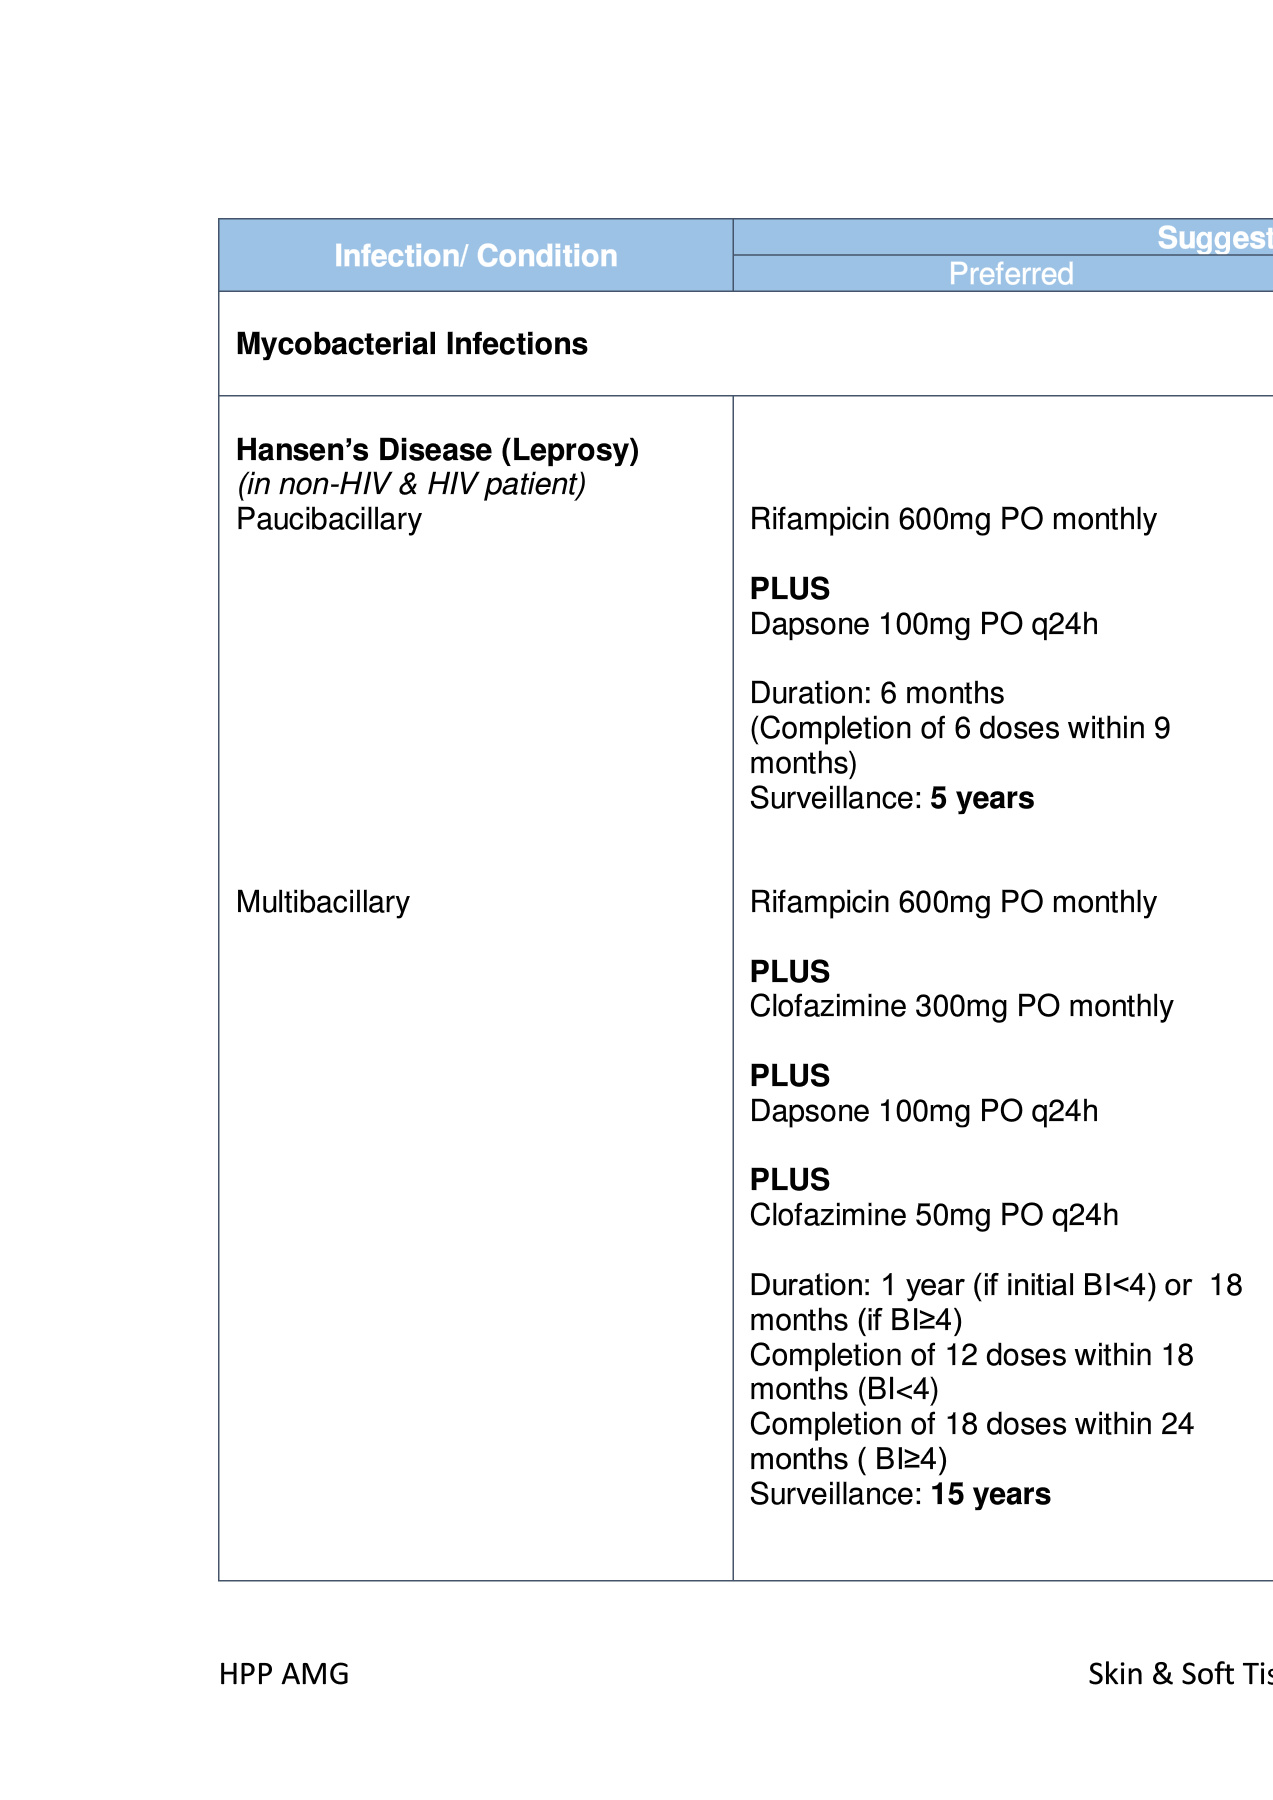 Infection/ Condition
Suggest
Preferred
Mycobacterial Infections
Hansen’s Disease (Leprosy)
(in non-HIV & HIV patient)
Paucibacillary
Rifampicin 600mg PO monthly
PLUS
Dapsone 100mg PO q24h
Duration: 6 months
(Completion of 6 doses within 9
months)
Surveillance: 5 years
Multibacillary
Rifampicin 600mg PO monthly
PLUS
Clofazimine 300mg PO monthly
PLUS
Dapsone 100mg PO q24h
PLUS
Clofazimine 50mg PO q24h
Duration: 1 year (if initial BI<4) or  18
months (if BI≥4)
Completion of 12 doses within 18
months (BI<4)
Completion of 18 doses within 24
months ( BI≥4)
Surveillance: 15 years
HPP AMG
Skin & Soft Tis